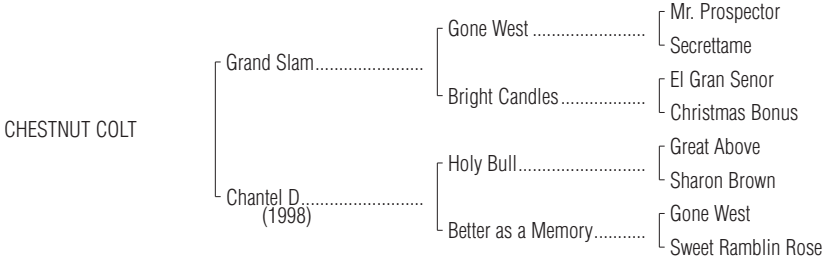 Mr. Prospector
Gone West ............................
Secrettame
Grand Slam...........................
El Gran Senor
Bright Candles .....................
Christmas Bonus
CHESTNUT COLT
Great Above
Holy Bull................................
Sharon Brown
Chantel D..............................
(1998)
Gone West
Better as a Memory.............
Sweet Ramblin Rose